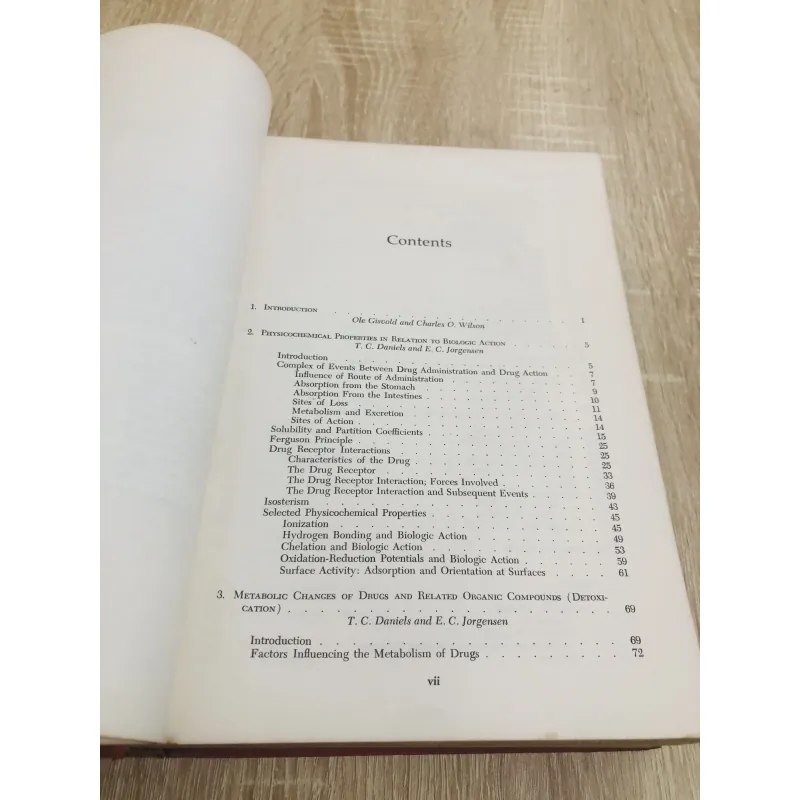 Contents
1. INTRODUCTION . . . . . . . . . . . . . . . . . . 1
Ole Gisvold and Charles O. Wilson
2. PHYSICOCHEMICAL PROPERTIES IN RELATION TO BIOLOGIC ACTION . . . . . . 5
T. C. Daniels and E. C. Jorgensen
Introduction . . . . . . . . . . . . . . . . . 5
Complex of Events Between Drug Administration and Drug Action . . . 7
Influence of Route of Administration . . . . . . . . . . 7
Absorption from the Stomach . . . . . . . . . . . . 9
Absorption From the Intestines . . . . . . . . . . . 10
Sites of Loss . . . . . . . . . . . . . . . . 11
Metabolism and Excretion . . . . . . . . . . . . . 14
Sites of Action . . . . . . . . . . . . . . . . 14
Solubility and Partition Coefficients . . . . . . . . . . . 15
Ferguson Principle . . . . . . . . . . . . . . . 25
Drug Receptor Interactions . . . . . . . . . . . . . 25
Characteristics of the Drug . . . . . . . . . . . . 25
The Drug Receptor . . . . . . . . . . . . . . 33
The Drug Receptor Interaction; Forces Involved . . . . . . . 36
The Drug Receptor Interaction and Subsequent Events . . . . . 39
Isosterism . . . . . . . . . . . . . . . . . 43
Selected Physicochemical Properties . . . . . . . . . . . 45
Ionization . . . . . . . . . . . . . . . . . 45
Hydrogen Bonding and Biologic Action . . . . . . . . . 49
Chelation and Biologic Action . . . . . . . . . . . . 53
Oxidation-Reduction Potentials and Biologic Action . . . . . . 59
Surface Activity: Adsorption and Orientation at Surfaces . . . . 61
3. METABOLIC CHANGES OF DRUGS AND RELATED ORGANIC COMPOUNDS (DETOXI-
CATION) . . . . . . . . . . . . . . . . . . 69
T. C. Daniels and E. C. Jorgensen
Introduction . . . . . . . . . . . . . . . . . 69
Factors Influencing the Metabolism of Drugs . . . . . . . . . 72
vii